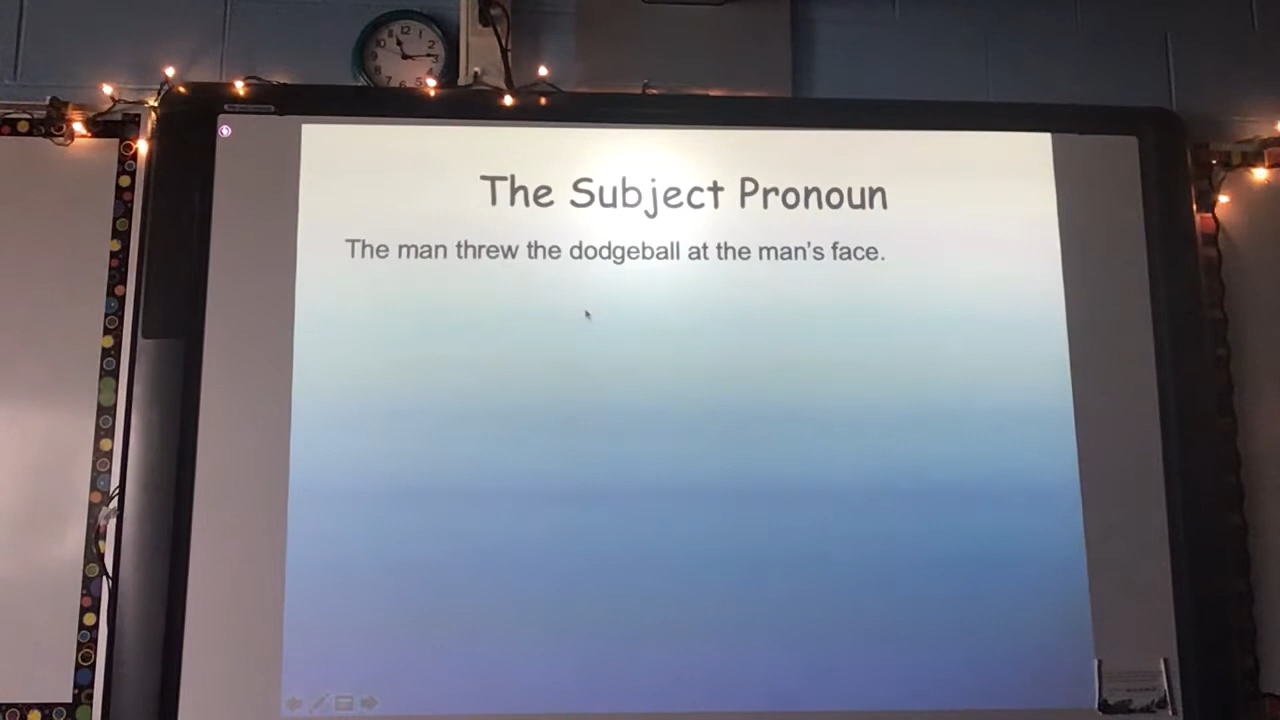 The Subject Pronoun
The man threw the dodgeball at the man's face.